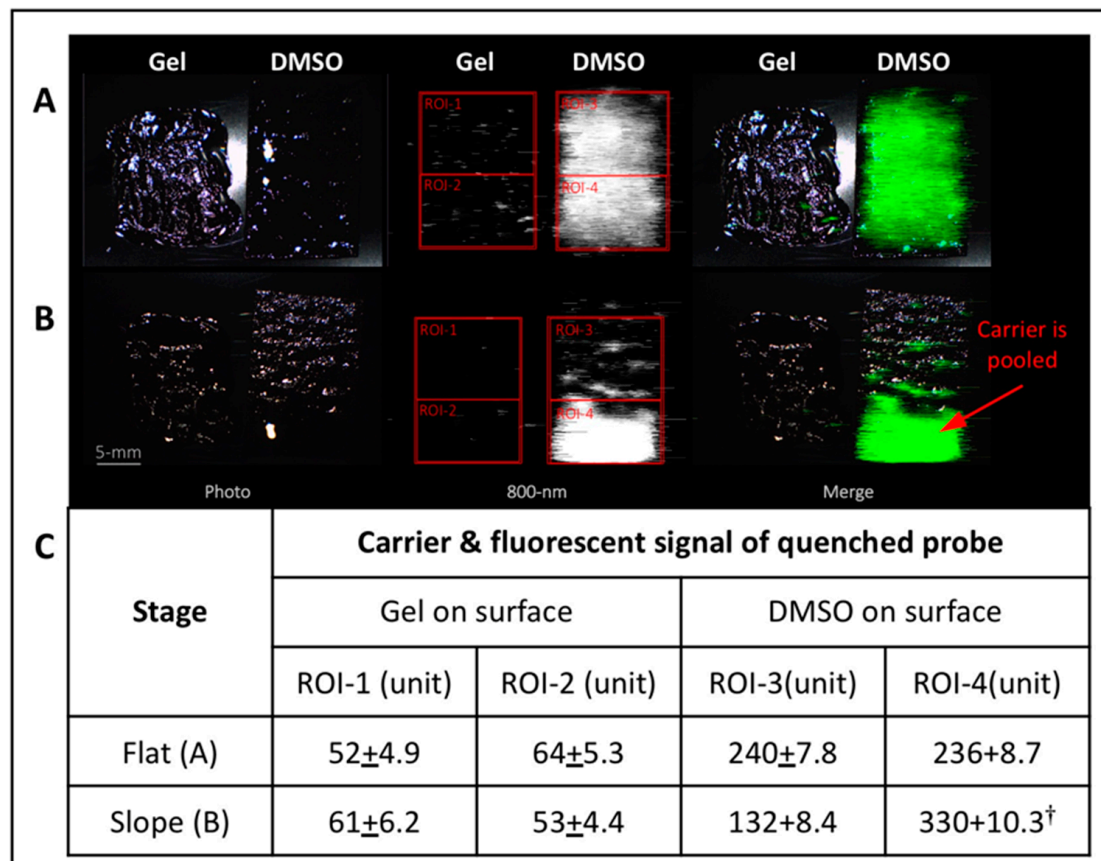 Gel DMSO Gel DMSO Gel DMSO
A
ROI-1 ROI-3
ROI-2 ROI-4
B
ROI-1 ROI-3
Carrier is
pooled
ROI-2 ROI-4
5-mm
Photo 800-nm Merge
C
Carrier & fluorescent signal of quenched probe
Stage
Gel on surface DMSO on surface
ROI-1 (unit) ROI-2 (unit) ROI-3(unit) ROI-4(unit)
Flat (A) 52±4.9 64±5.3 240±7.8 236+8.7
Slope (B) 61±6.2 53±4.4 132+8.4 330+10.3†